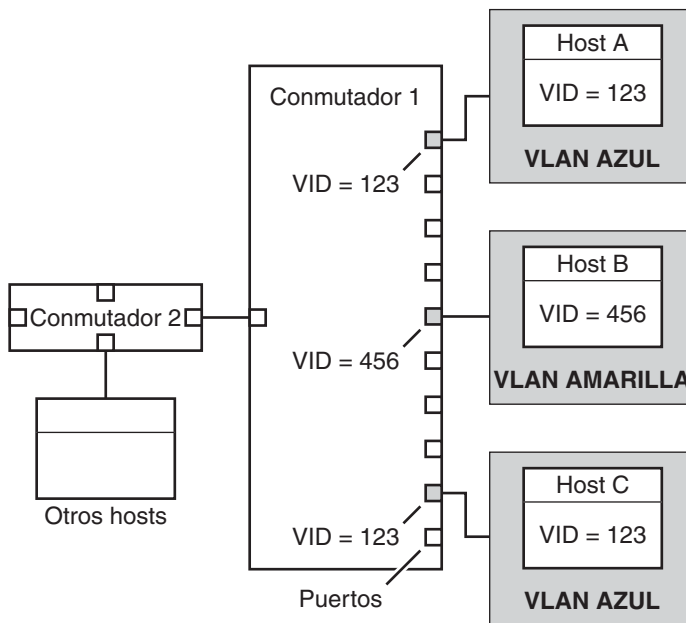 Conmutador 1
VID = 123
VID = 456
VID = 123
Puertos
Conmutador 2
Otros hosts
Host A
VID = 123
VLAN AZUL
Host B
VID = 456
VLAN AMARILLA
Host C
VID = 123
VLAN AZUL